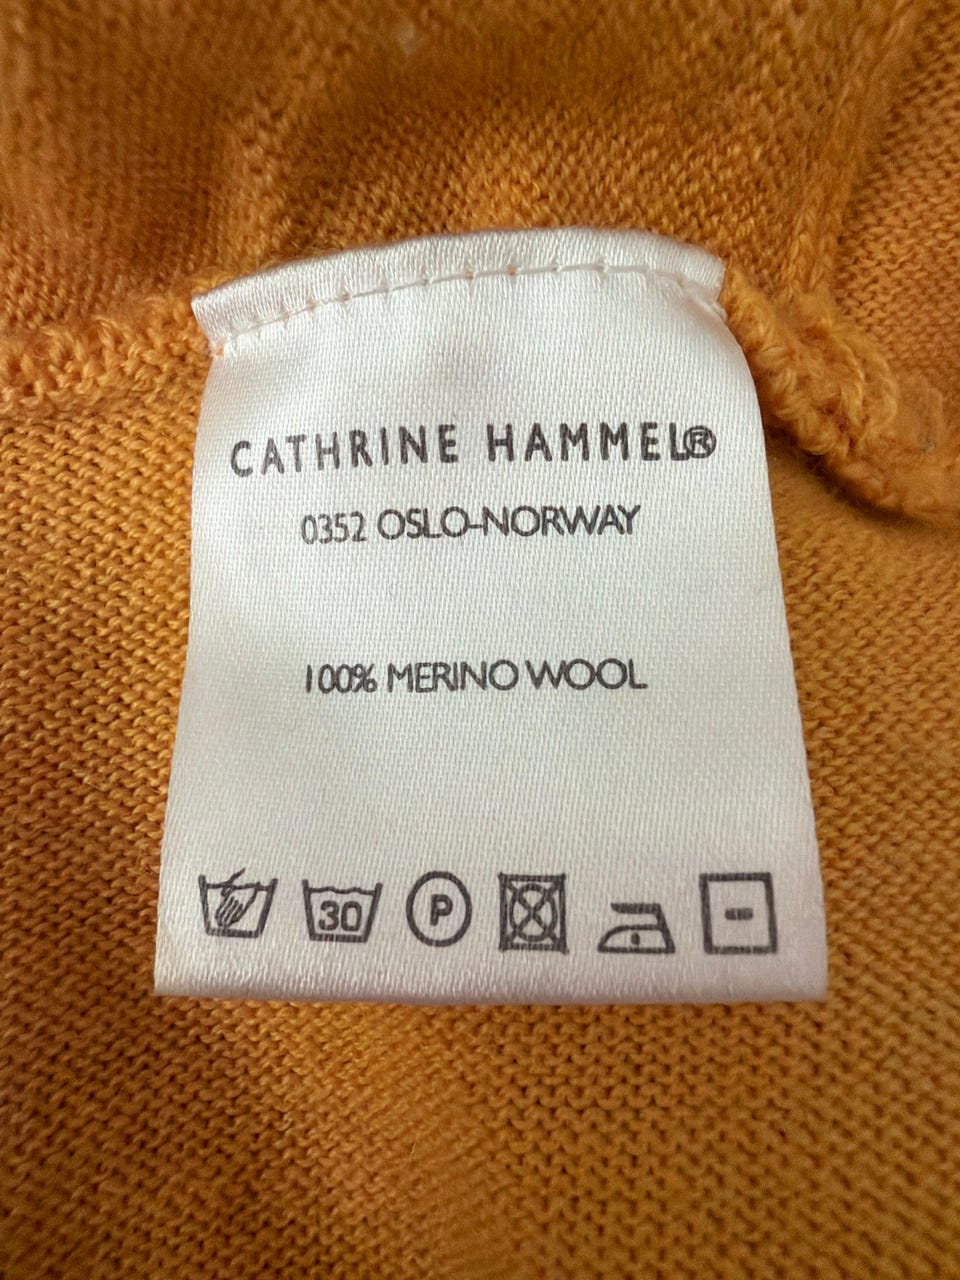 CATHRINE HAMMEL®
0352 OSLO-NORWAY
100% MERINO WOOL
30 P